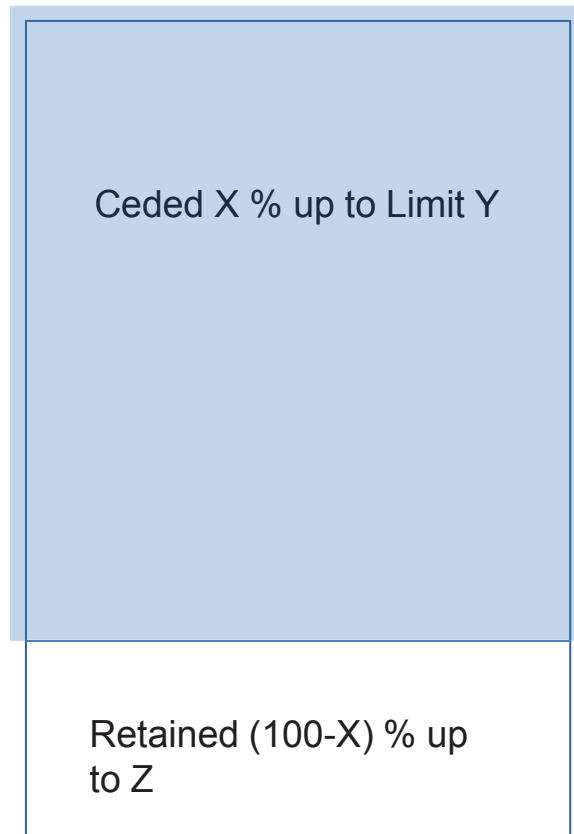 Ceded X % up to Limit Y
Retained (100-X) % up
to Z